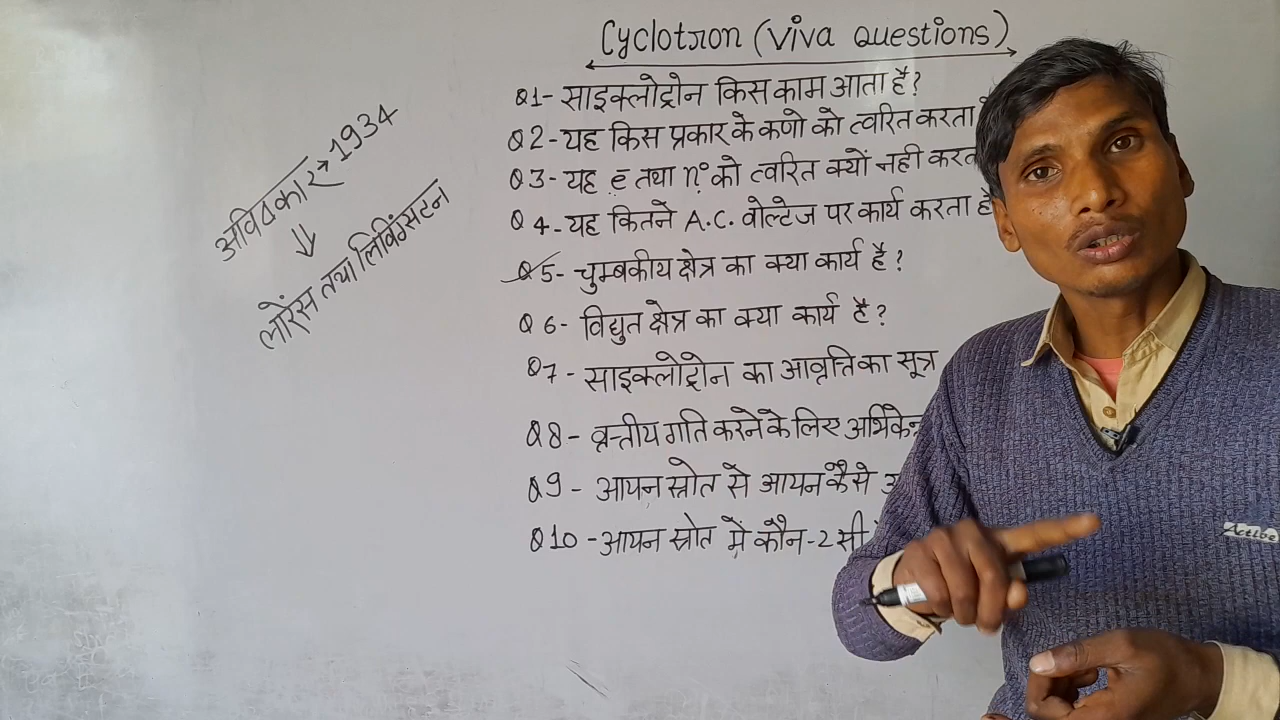 Cyclotron (Viva Questions)
अविष्कार → 1934
⇓
लोरेंस तथा लिविंग्सटन
Q1- साइक्लोट्रोन किस काम आता है?
Q2- यह किस प्रकार के कणो को त्वरित करता
Q3- यह e̅ तथा n° को त्वरित क्यों नही करत
Q4- यह कितने A.C. वोल्टेज पर कार्य करता है
Q5- चुम्बकीय क्षेत्र का क्या कार्य है?
Q6- विद्युत क्षेत्र का क्या कार्य है?
Q7- साइक्लोट्रोन का आवृत्ति का सूत्र
Q8- वृत्तीय गति करने के लिए अभिकेन
Q9- आयन स्रोत से आयन कैसे
Q10- आयन स्रोत में कौन-2 सी
Active